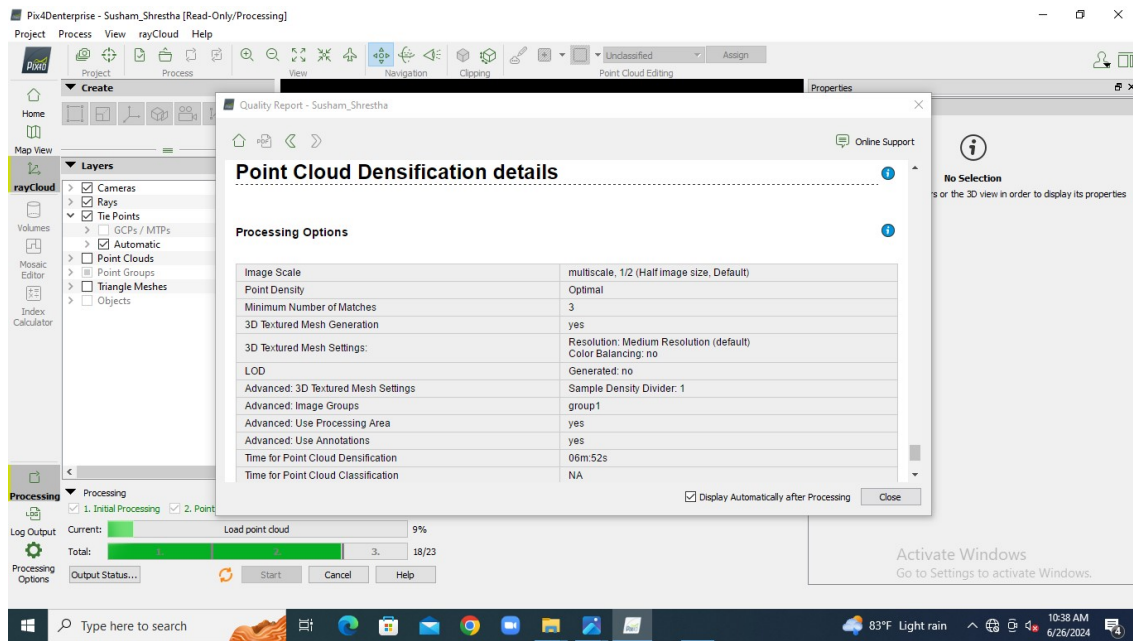 Pix4Denterprise - Susham_Shrestha [Read-Only/Processing]
Project Process View rayCloud Help
PIX4D
Project Process View Navigation Clipping Point Cloud Editing
Unclassified Assign
Home
Map View
rayCloud
Volumes
Mosaic
Editor
Index
Calculator
Processing
Log Output
Processing
Options
Create
Layers
Cameras
Rays
Tie Points
GCPs / MTPs
Automatic
Point Clouds
Point Groups
Triangle Meshes
Objects
Quality Report - Susham_Shrestha
Online Support
Point Cloud Densification details
Processing Options
Image Scale multiscale, 1/2 (Half image size, Default)
Point Density Optimal
Minimum Number of Matches 3
3D Textured Mesh Generation yes
3D Textured Mesh Settings: Resolution: Medium Resolution (default)
Color Balancing: no
LOD Generated: no
Advanced: 3D Textured Mesh Settings Sample Density Divider: 1
Advanced: Image Groups group1
Advanced: Use Processing Area yes
Advanced: Use Annotations yes
Time for Point Cloud Densification 06m:52s
Time for Point Cloud Classification NA
Display Automatically after Processing Close
Properties
No Selection
rs or the 3D view in order to display its properties
Processing
1. Initial Processing 2. Point
Current: Load point cloud 9%
Total: 1. 2. 3. 18/23
Output Status... Start Cancel Help
Activate Windows
Go to Settings to activate Windows.
Type here to search
83°F Light rain
10:38 AM
6/26/2024
4